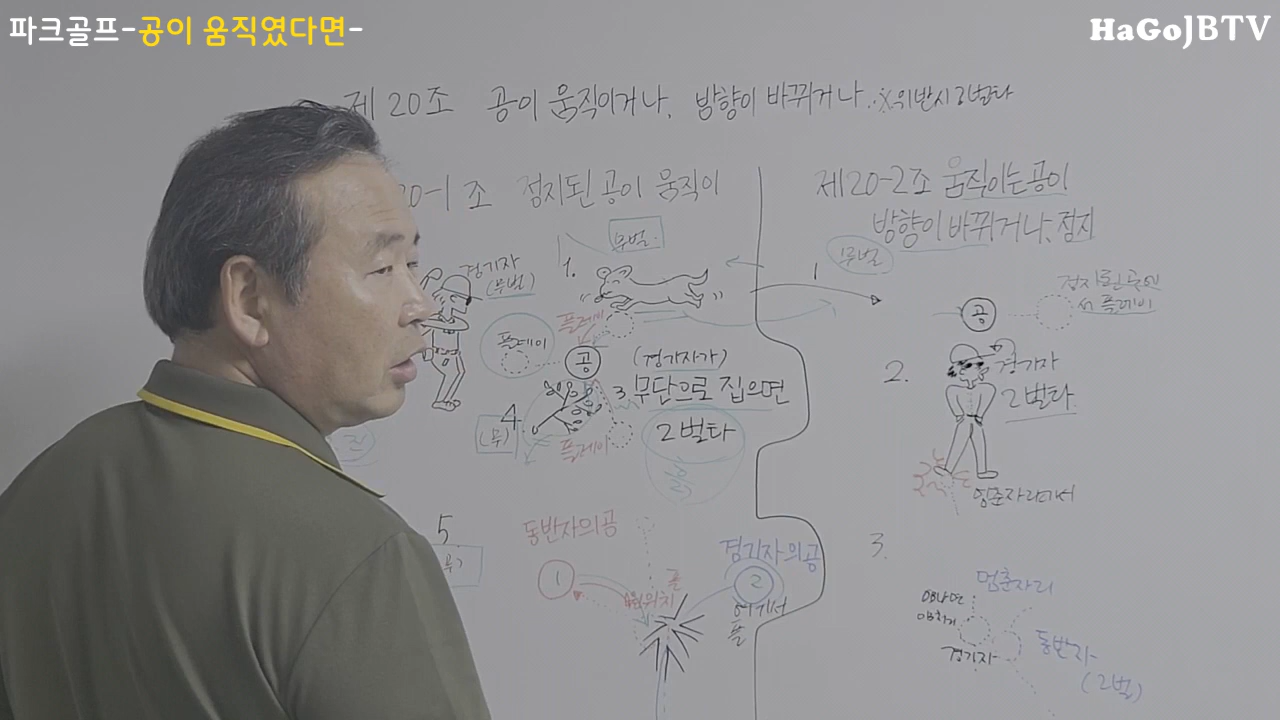 파크골프-공이 움직였다면-
HaGoJBTV
제 20조 공이 움직이거나, 방향이 바뀌거나..※위반시 2벌타
20-1 조 정지된 공이 움직이
무벌.
1.
경기자
(무벌)
플레이
플레이
공
(경기자가)
3. 무단으로 집으면
2벌타
4.
(무)
플레이
5
동반자의공
①
경기자의공
②
여기서
플
제20-2조 움직이는공이
방향이 바뀌거나, 정지
무벌
1
공
정지된 곳에
서 플레이
2.
경기자
2벌타
멈춘자리에서
3.
멈춘자리
OB나면
경기자
동반자
(2벌)